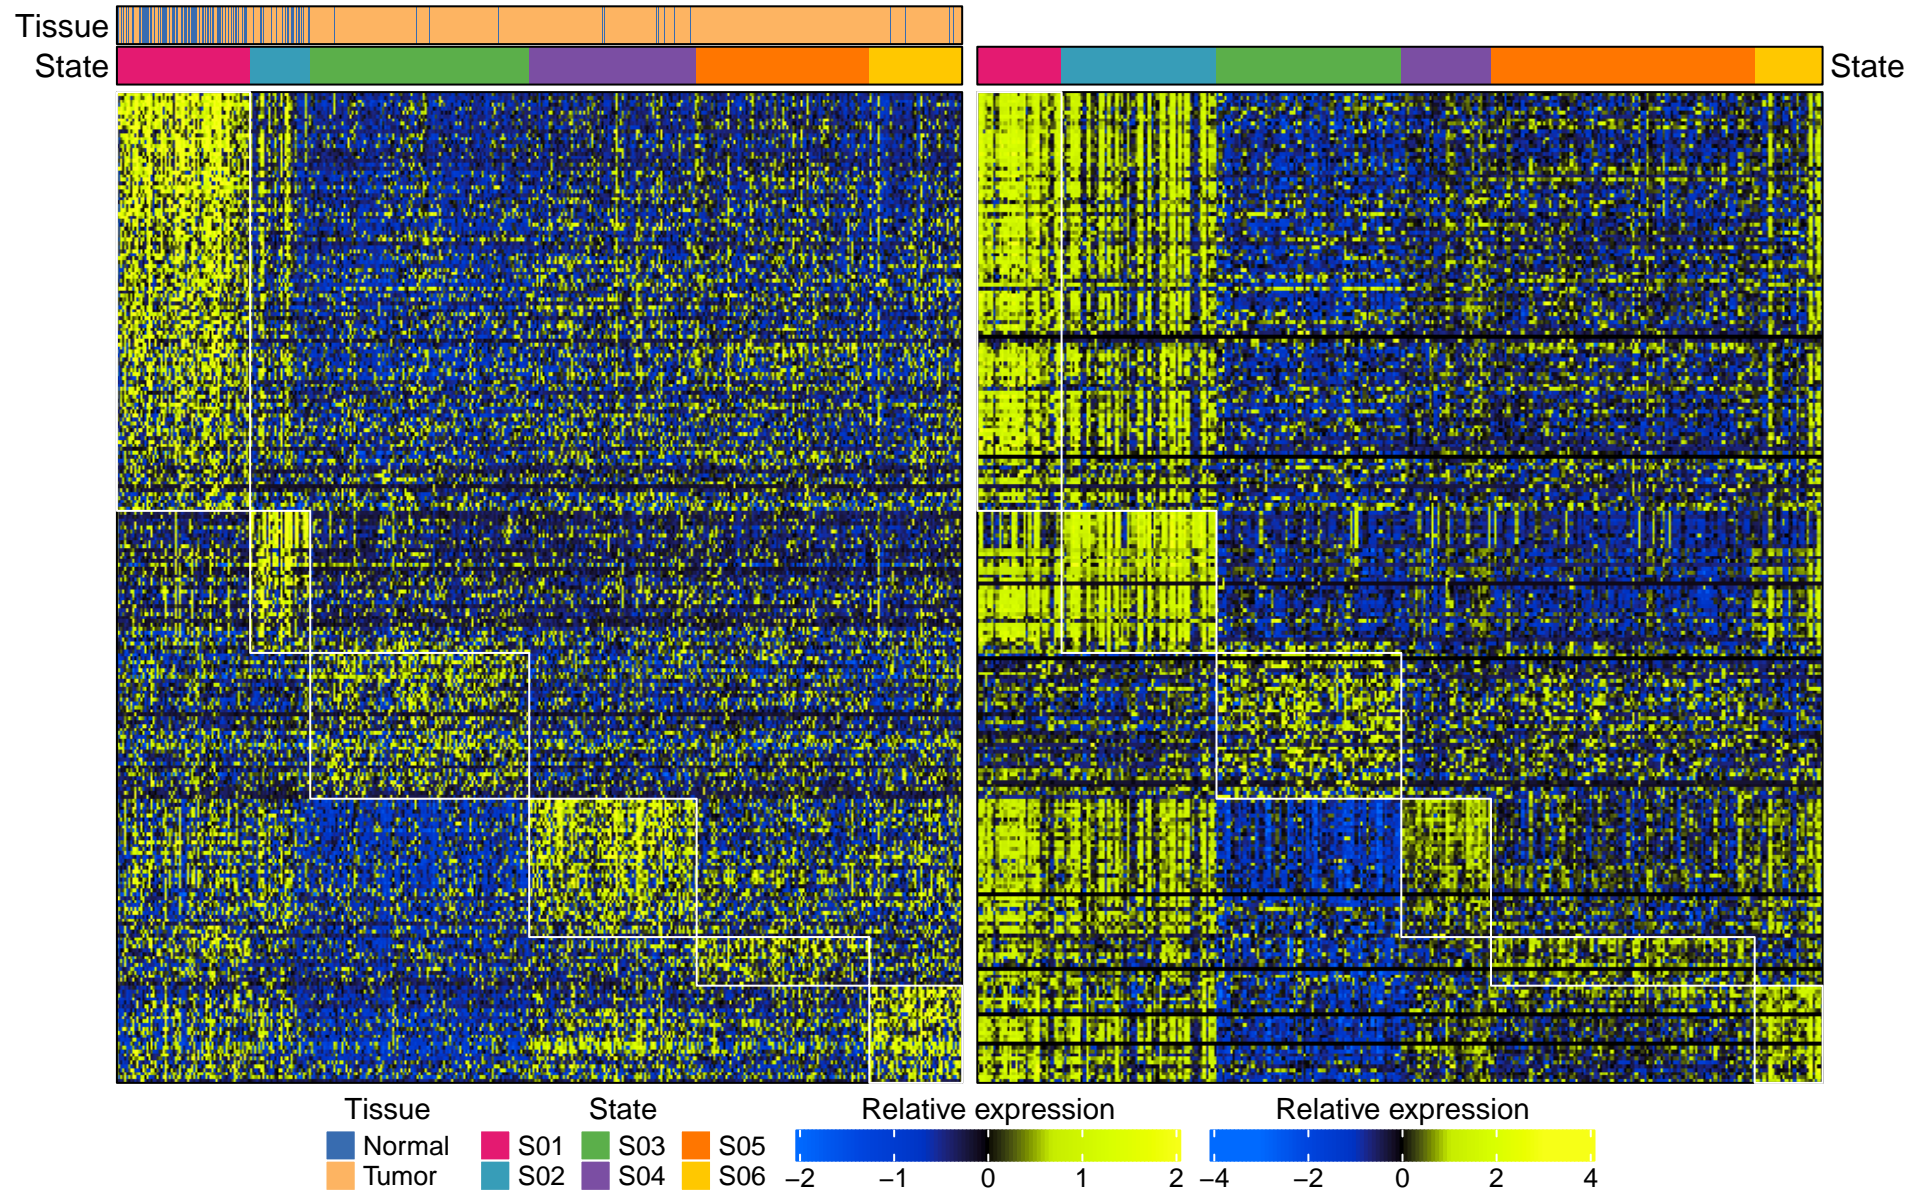 Tissue
State
State
Tissue State Relative expression Relative expression
Normal S01 S03 S05
Tumor S02 S04 S06
−2 −1 0 1 2 −4 −2 0 2 4